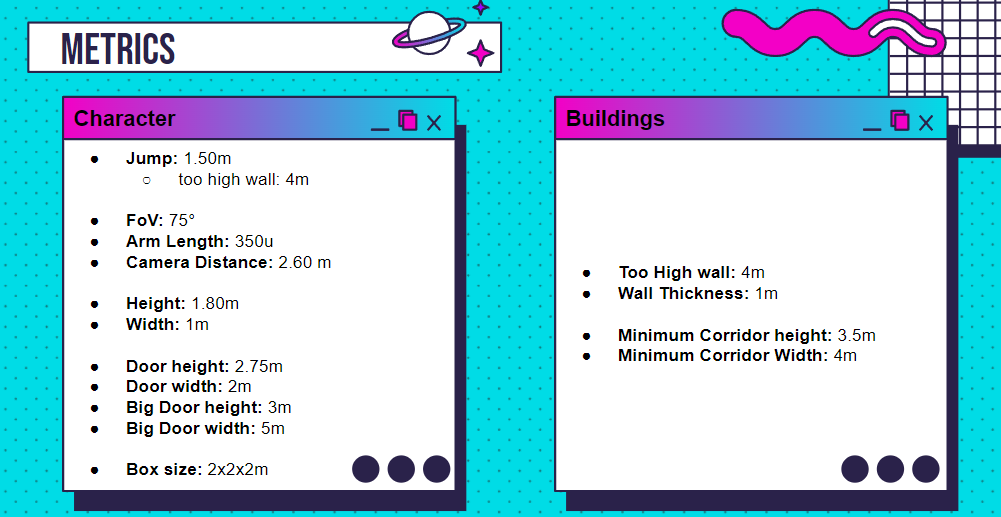 METRICS
Character
Jump: 1.50m
too high wall: 4m
FoV: 75°
Arm Length: 350u
Camera Distance: 2.60 m
Height: 1.80m
Width: 1m
Door height: 2.75m
Door width: 2m
Big Door height: 3m
Big Door width: 5m
Box size: 2x2x2m
Buildings
Too High wall: 4m
Wall Thickness: 1m
Minimum Corridor height: 3.5m
Minimum Corridor Width: 4m